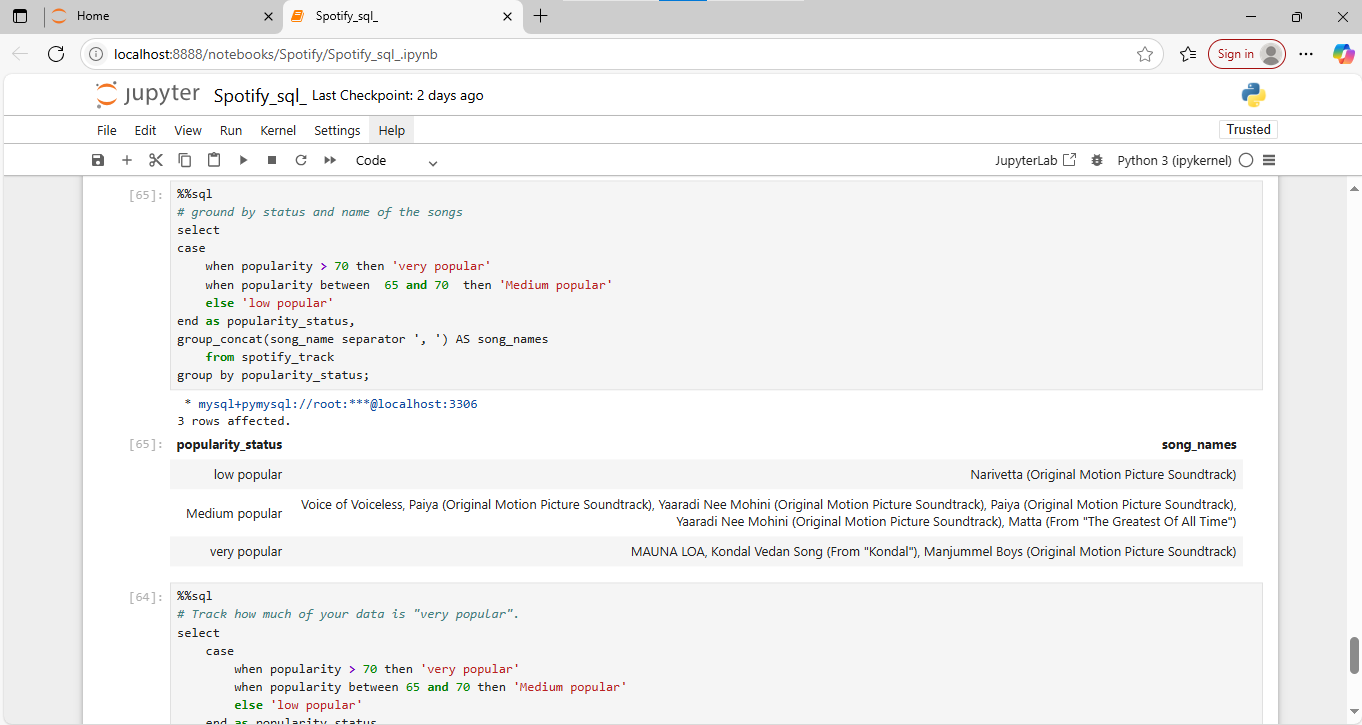 Home
Spotify_sql_
localhost:8888/notebooks/Spotify/Spotify_sql_.ipynb
Sign in
jupyter Spotify_sql_ Last Checkpoint: 2 days ago
File Edit View Run Kernel Settings Help
Trusted
Code
JupyterLab
Python 3 (ipykernel)
[65]: %%sql
# ground by status and name of the songs
select
case
    when popularity > 70 then 'very popular'
    when popularity between  65 and 70  then 'Medium popular'
    else 'low popular'
end as popularity_status,
group_concat(song_name separator ', ') AS song_names
    from spotify_track
group by popularity_status;
* mysql+pymysql://root:***@localhost:3306
3 rows affected.
[65]: popularity_status song_names
low popular Narivetta (Original Motion Picture Soundtrack)
Medium popular Voice of Voiceless, Paiya (Original Motion Picture Soundtrack), Yaaradi Nee Mohini (Original Motion Picture Soundtrack), Paiya (Original Motion Picture Soundtrack),
Yaaradi Nee Mohini (Original Motion Picture Soundtrack), Matta (From "The Greatest Of All Time")
very popular MAUNA LOA, Kondal Vedan Song (From "Kondal"), Manjummel Boys (Original Motion Picture Soundtrack)
[64]: %%sql
# Track how much of your data is "very popular".
select
    case
        when popularity > 70 then 'very popular'
        when popularity between 65 and 70 then 'Medium popular'
        else 'low popular'
    end as popularity_status